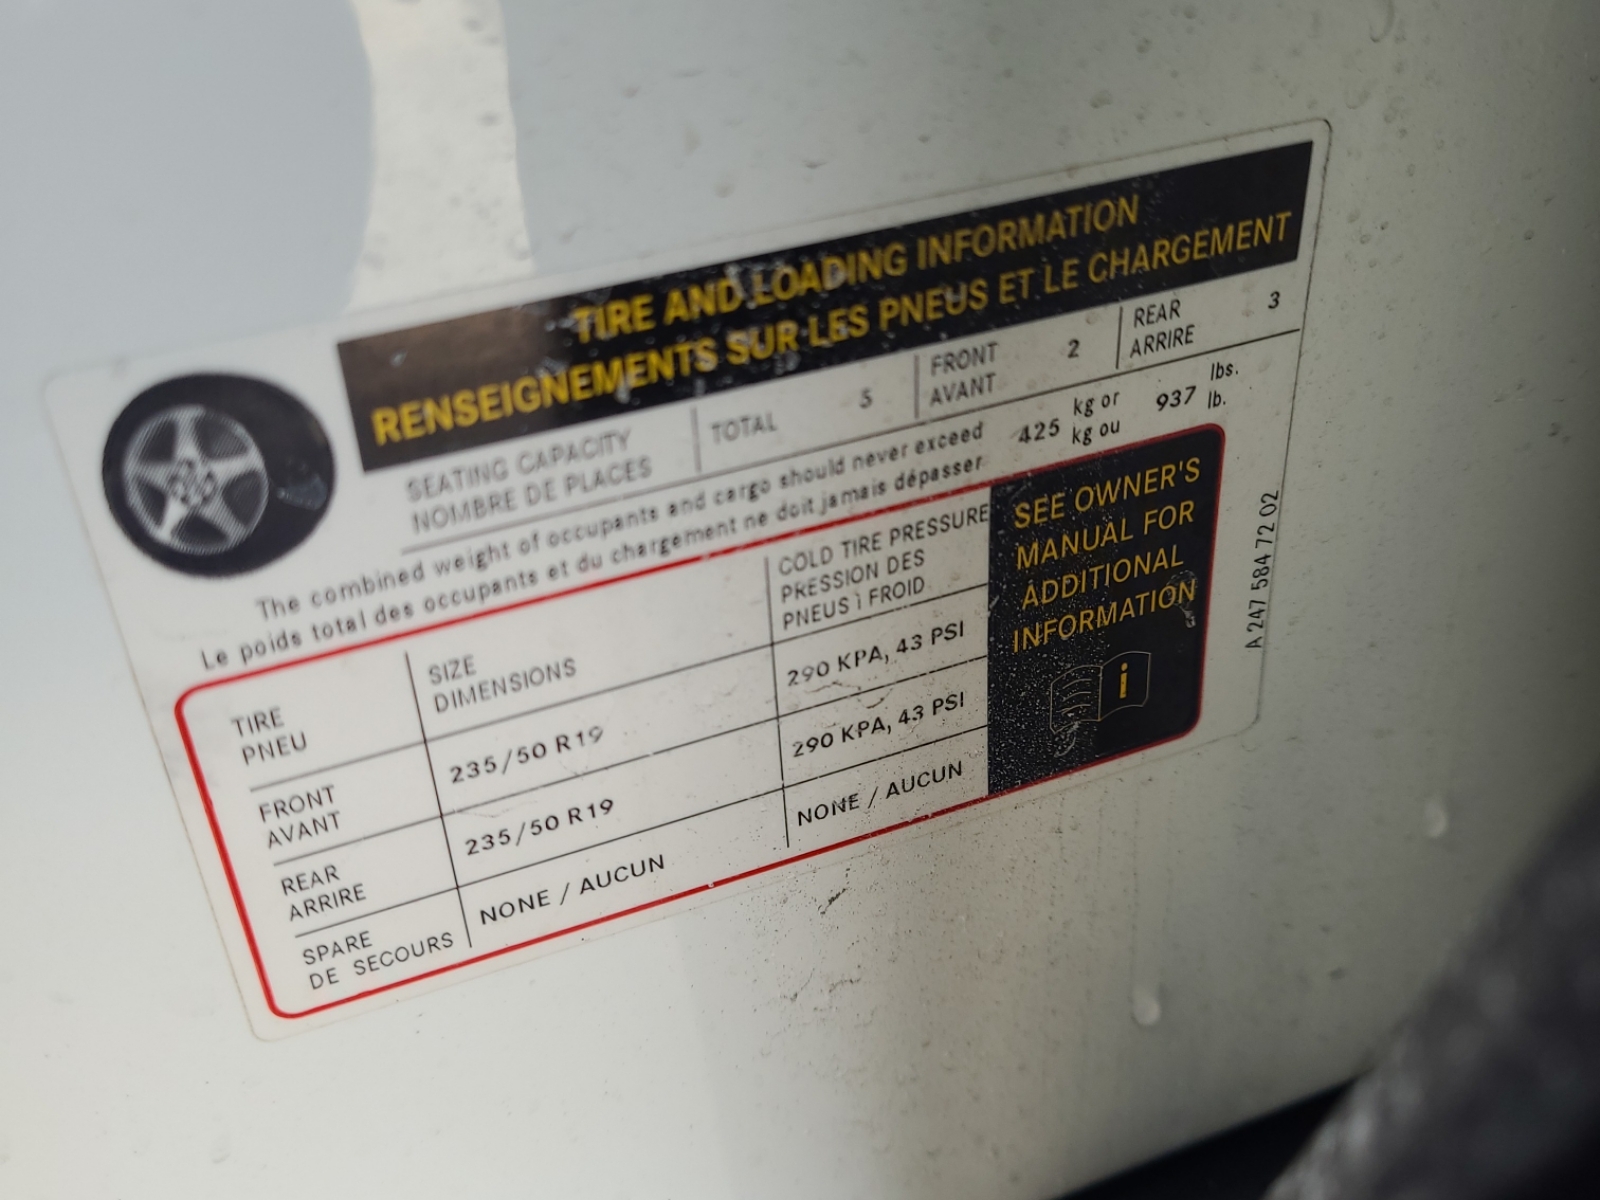 TIRE AND LOADING INFORMATION
RENSEIGNEMENTS SUR LES PNEUS ET LE CHARGEMENT
SEATING CAPACITY
NOMBRE DE PLACES
TOTAL 5
FRONT
AVANT
2
REAR
ARRIRE
3
The combined weight of occupants and cargo should never exceed
Le poids total des occupants et du chargement ne doit jamais dépasser
425
kg or
kg ou
937
lbs.
lb.
TIRE
PNEU
SIZE
DIMENSIONS
COLD TIRE PRESSURE
PRESSION DES
PNEUS ì FROID
FRONT
AVANT
235/50 R19
290 KPA, 43 PSI
REAR
ARRIRE
235/50 R19
290 KPA, 43 PSI
SPARE
DE SECOURS
NONE / AUCUN
NONE / AUCUN
SEE OWNER'S
MANUAL FOR
ADDITIONAL
INFORMATION
i
A 247 584 72 02